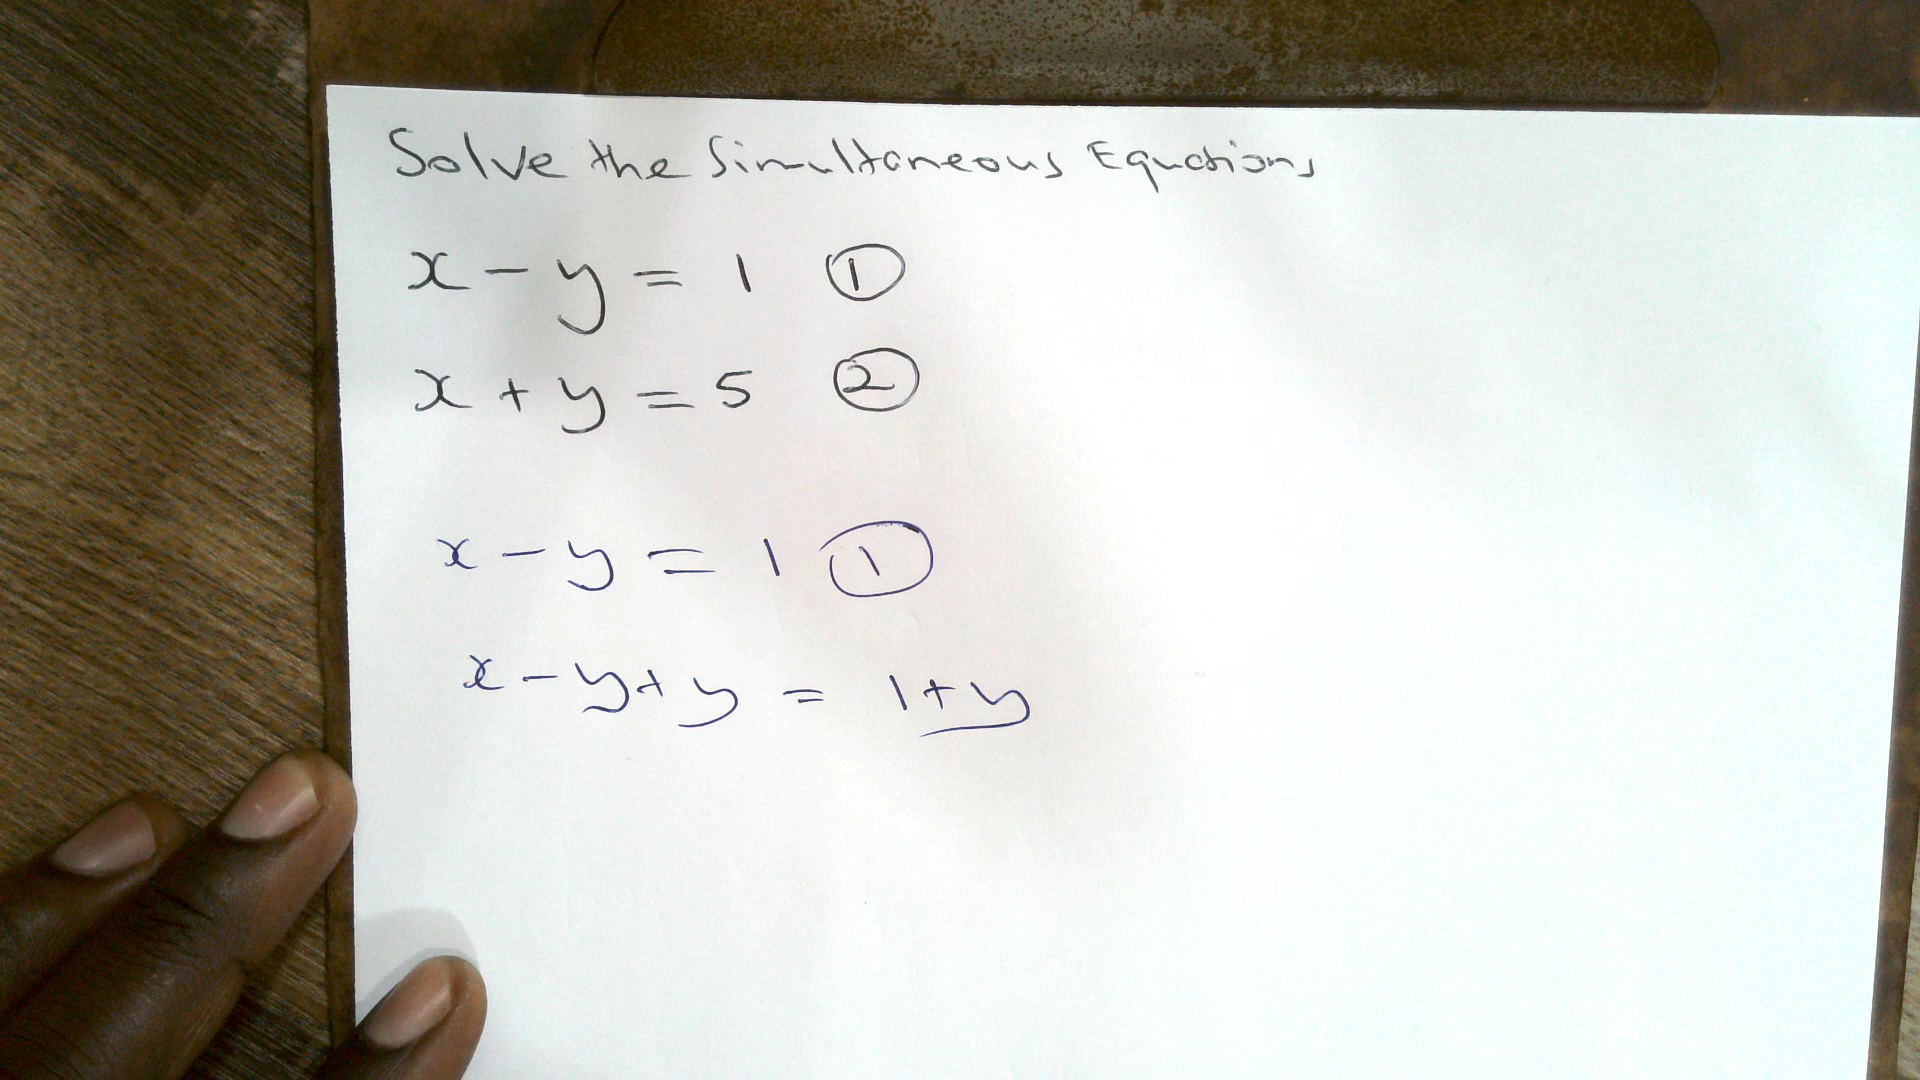 Solve the Simultaneous Equations
x - y = 1 ①
x + y = 5 ②
x - y = 1 ①
x - y + y = 1 + y